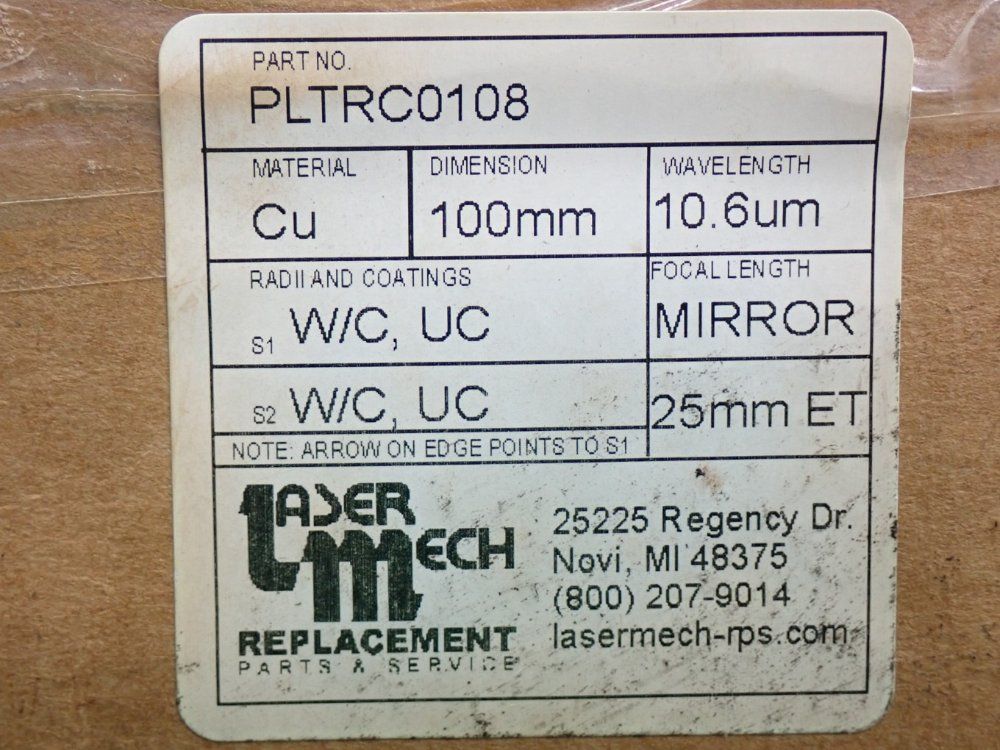 PART NO.
PLTRC0108
MATERIAL
Cu
DIMENSION
100mm
WAVELENGTH
10.6um
RADII AND COATINGS
S1 W/C, UC
FOCAL LENGTH
MIRROR
S2 W/C, UC
25mm ET
NOTE: ARROW ON EDGE POINTS TO S1
LASER
MECH
REPLACEMENT
PARTS & SERVICE
25225 Regency Dr.
Novi, MI 48375
(800) 207-9014
lasermech-rps.com